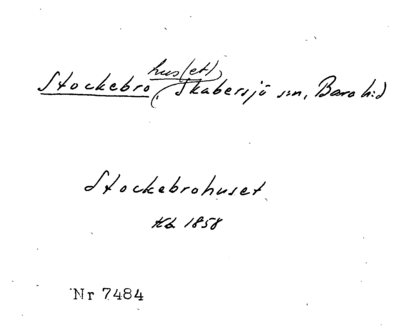 hus(et)
Stockebro, Skabersjö sn, Bara hd
Stockebrohuset
Kb 1858
Nr 7484